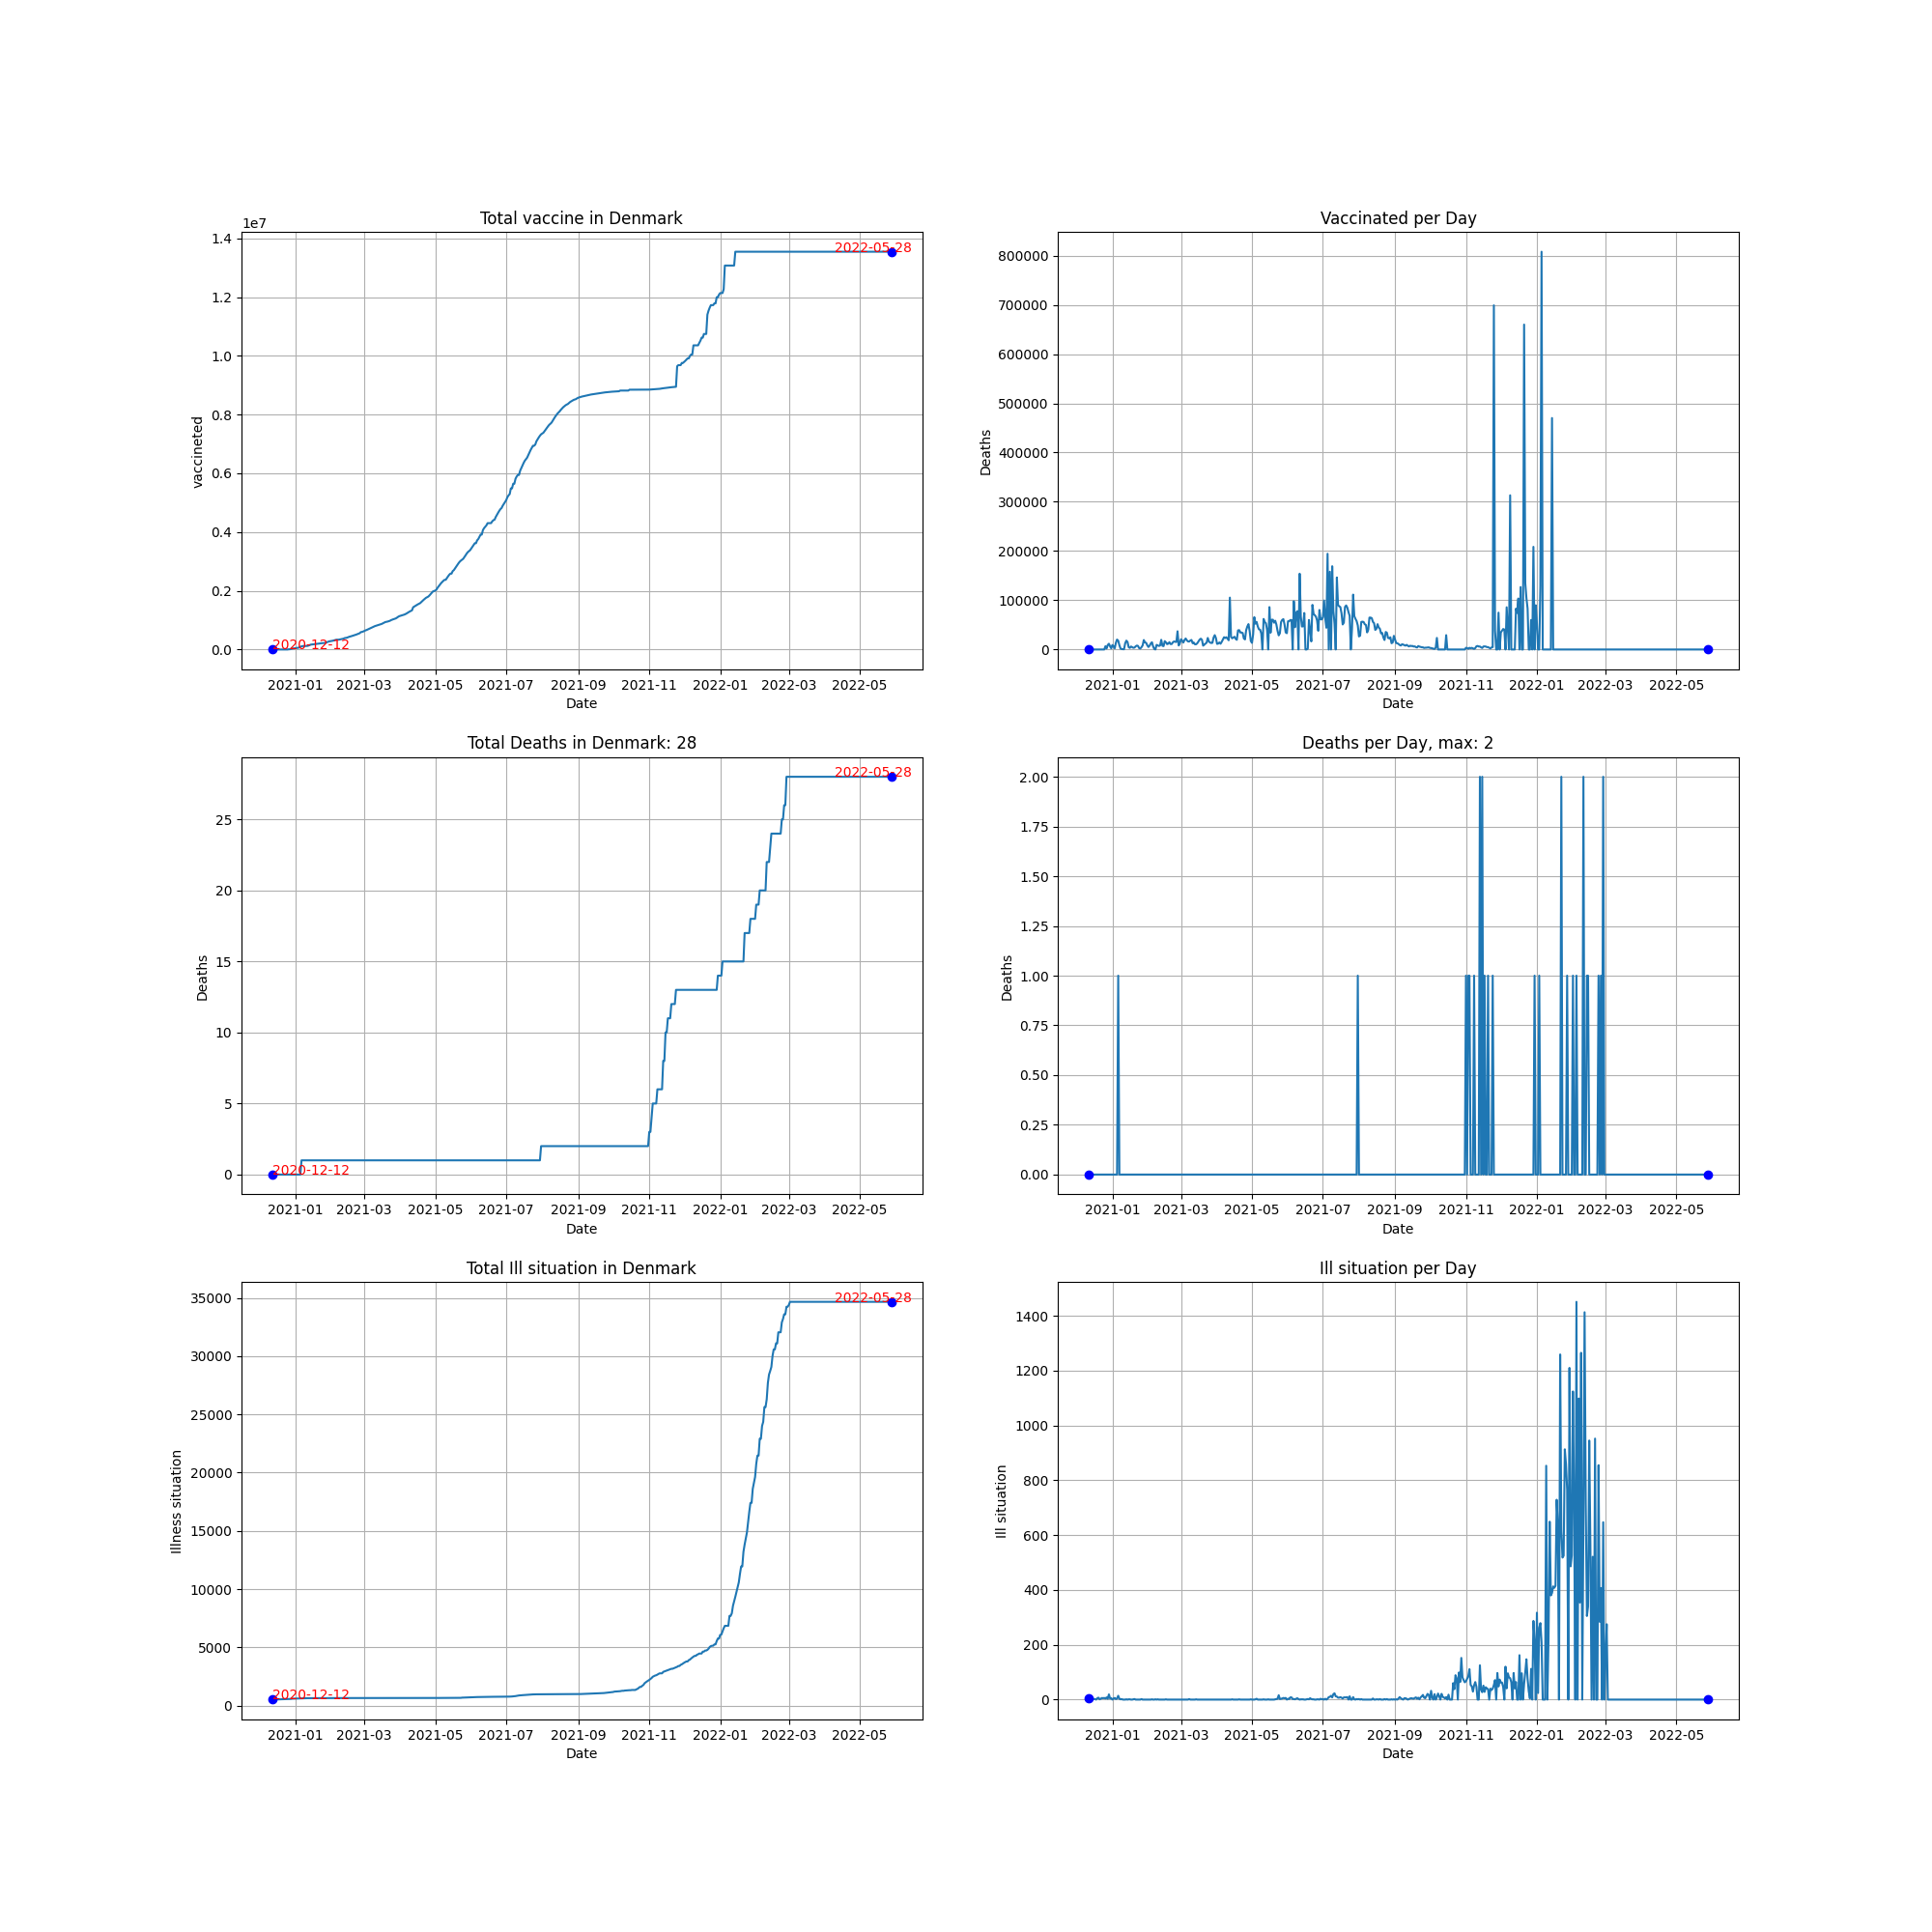 Total vaccine in Denmark
1e7
1.4
1.2
1.0
0.8
0.6
0.4
0.2
0.0
vaccineted
2020-12-12
2022-05-28
2021-01 2021-03 2021-05 2021-07 2021-09 2021-11 2022-01 2022-03 2022-05
Date
Vaccinated per Day
800000
700000
600000
500000
400000
300000
200000
100000
0
Deaths
2021-01 2021-03 2021-05 2021-07 2021-09 2021-11 2022-01 2022-03 2022-05
Date
Total Deaths in Denmark: 28
25
20
15
10
5
0
Deaths
2020-12-12
2022-05-28
2021-01 2021-03 2021-05 2021-07 2021-09 2021-11 2022-01 2022-03 2022-05
Date
Deaths per Day, max: 2
2.00
1.75
1.50
1.25
1.00
0.75
0.50
0.25
0.00
Deaths
2021-01 2021-03 2021-05 2021-07 2021-09 2021-11 2022-01 2022-03 2022-05
Date
Total Ill situation in Denmark
35000
30000
25000
20000
15000
10000
5000
0
Illness situation
2020-12-12
2022-05-28
2021-01 2021-03 2021-05 2021-07 2021-09 2021-11 2022-01 2022-03 2022-05
Date
Ill situation per Day
1400
1200
1000
800
600
400
200
0
Ill situation
2021-01 2021-03 2021-05 2021-07 2021-09 2021-11 2022-01 2022-03 2022-05
Date